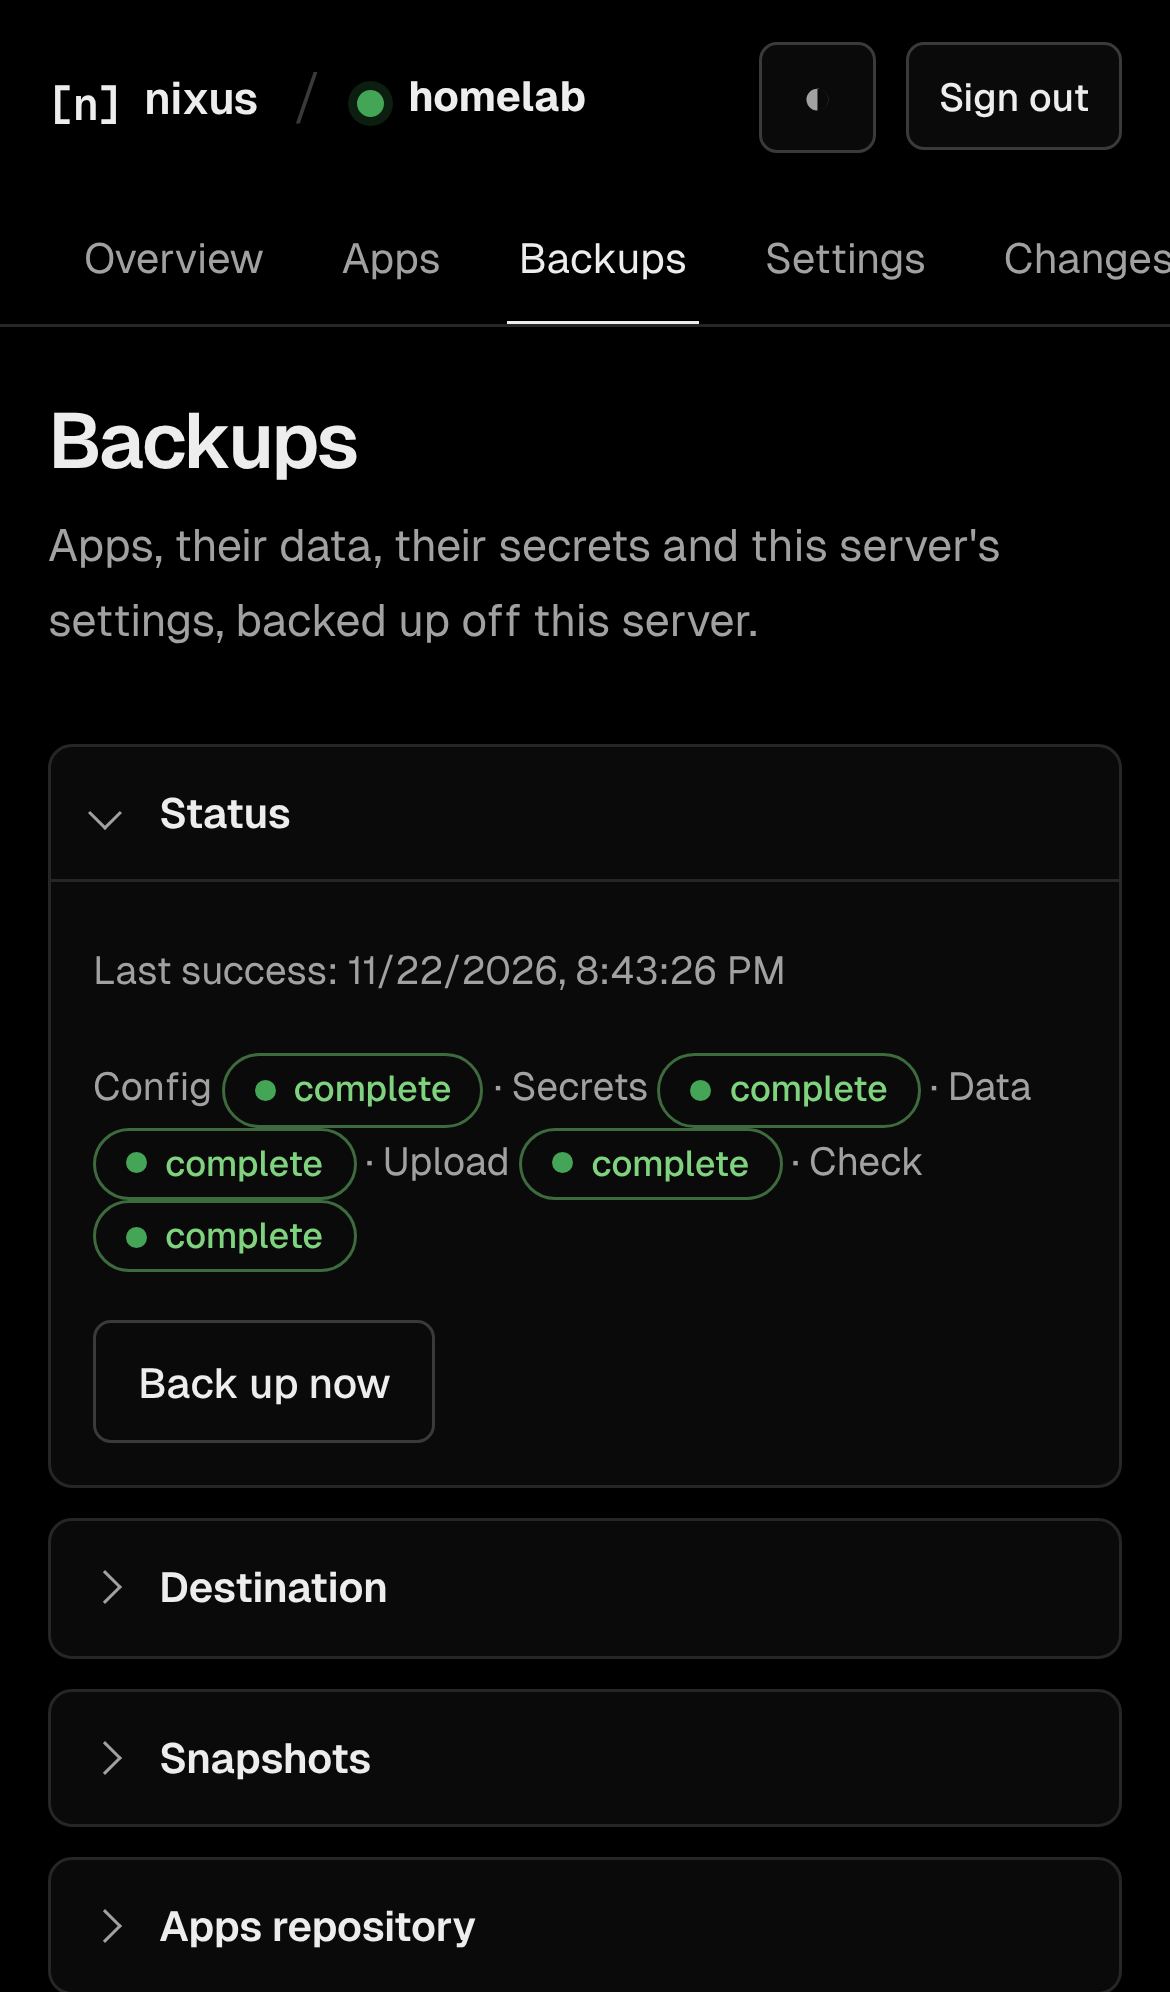 [n] nixus / homelab Sign out
Overview Apps Backups Settings Changes
Backups
Apps, their data, their secrets and this server's
settings, backed up off this server.
Status
Last success: 11/22/2026, 8:43:26 PM
Config complete · Secrets complete · Data
complete · Upload complete · Check
complete
Back up now
Destination
Snapshots
Apps repository